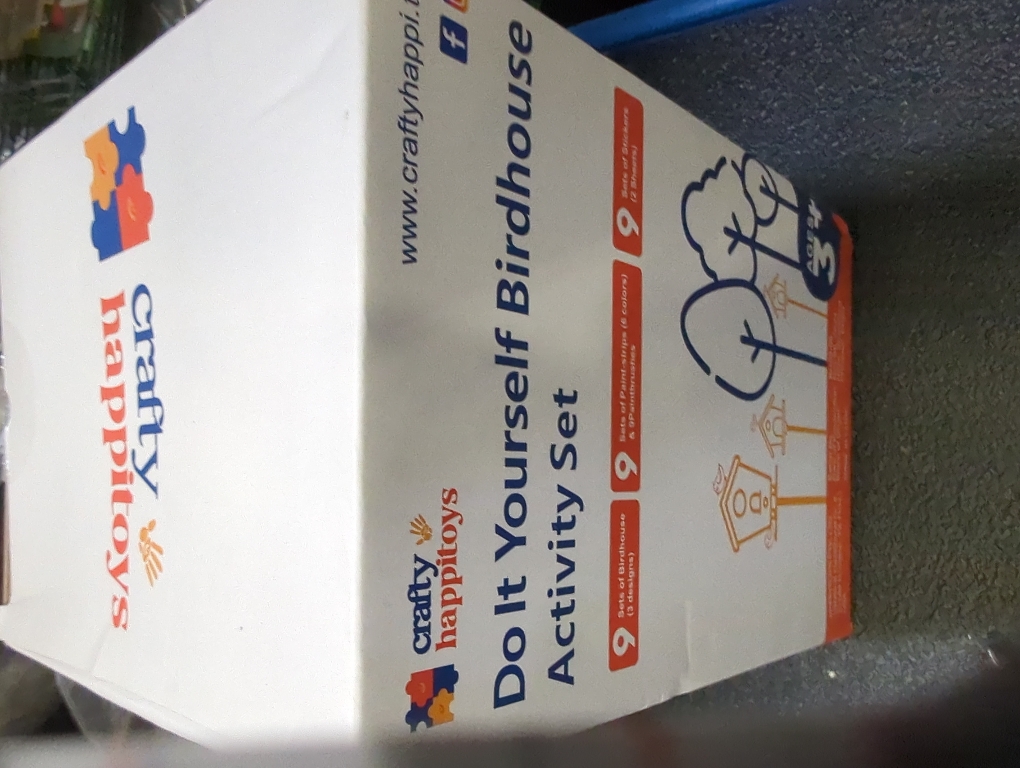 crafty
happitoys
crafty
happitoys
www.craftyhappi.
Do It Yourself Birdhouse
Activity Set
9 Sets of Birdhouse
(3 designs)
9 Sets of Paint-strips (6 colors)
& 9Paintbrushes
9 Sets of Stickers
(2 Sheets)
3